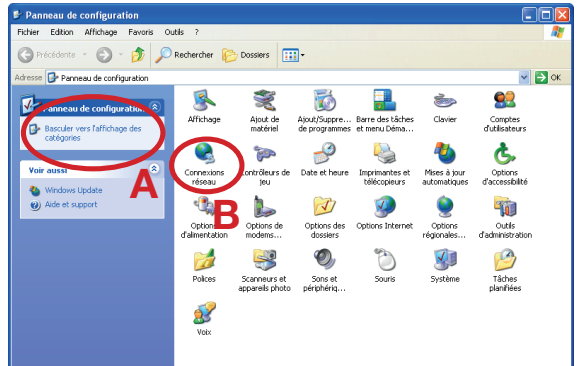 Panneau de configuration
Fichier Edition Affichage Favoris Outils ?
Précédente Rechercher Dossiers
Adresse Panneau de configuration OK
Panneau de configuration
Basculer vers l'affichage des
catégories
A
Voir aussi
Windows Update
Aide et support
Affichage
Ajout de
matériel
Ajout/Suppre...
de programmes
Barre des tâches
et menu Déma...
Clavier
Comptes
d'utilisateurs
Connexions
réseau
B
Contrôleurs de
jeu
Date et heure
Imprimantes et
télécopieurs
Mises à jour
automatiques
Options
d'accessibilité
Options
d'alimentation
Options de
modems...
Options des
dossiers
Options Internet
Options
régionales...
Outils
d'administration
Polices
Scanneurs et
appareils photo
Sons et
périphériq...
Souris
Système
Tâches
planifiées
Voix